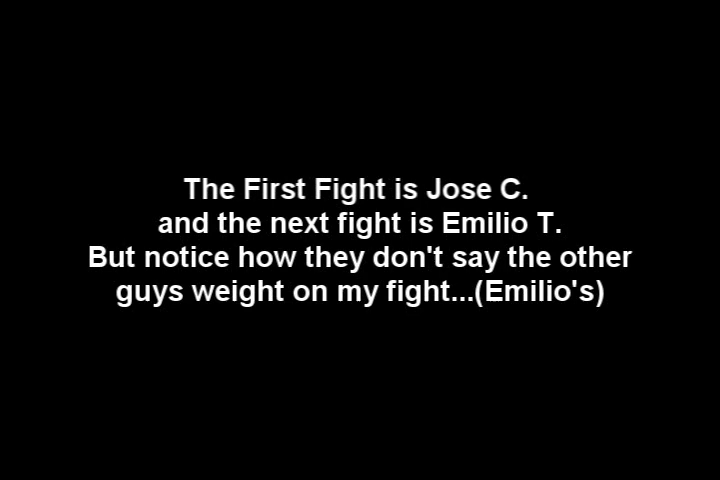 The First Fight is Jose C.
and the next fight is Emilio T.
But notice how they don't say the other
guys weight on my fight...(Emilio's)